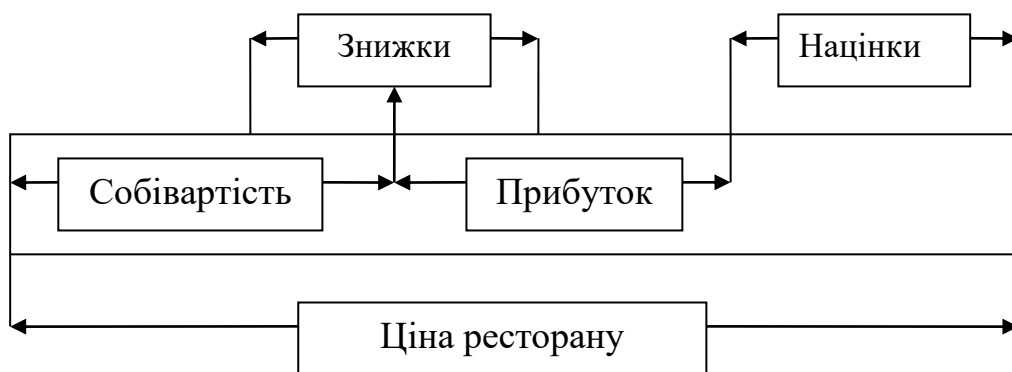 Знижки
Націнки
Собівартість
Прибуток
Ціна ресторану